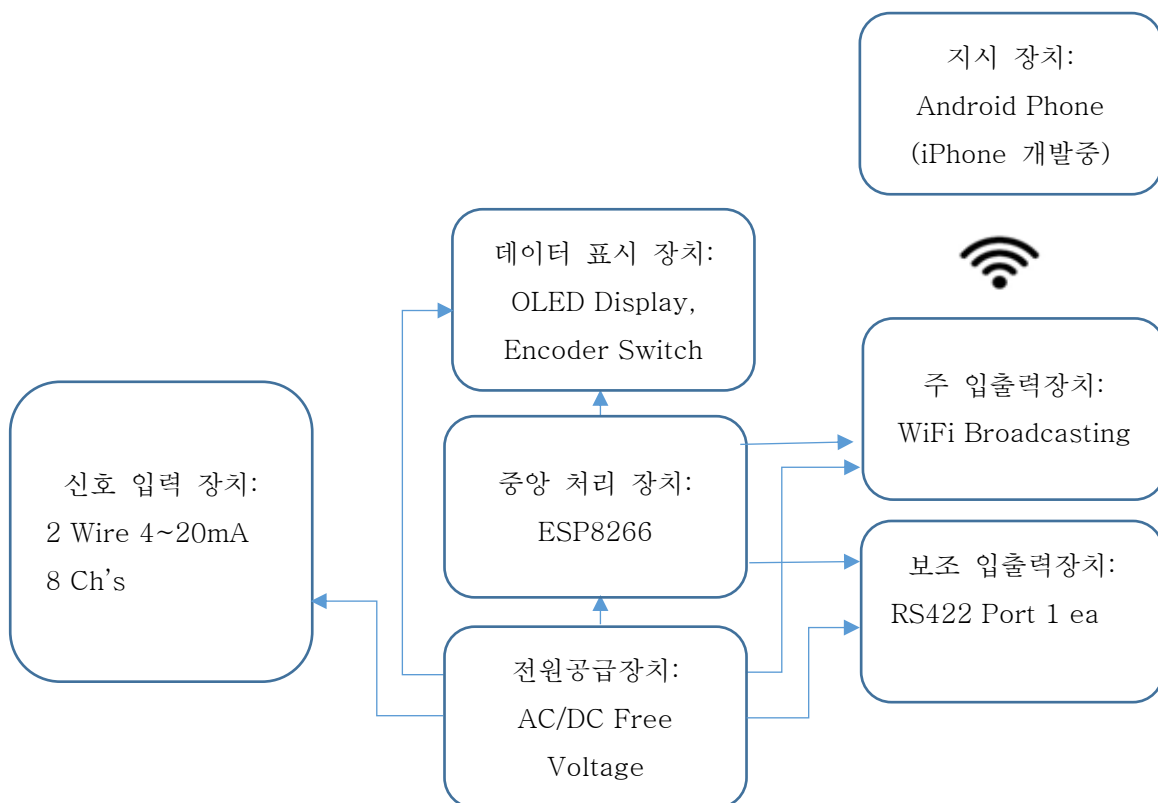 지시 장치:
Android Phone
(iPhone 개발중)
데이터 표시 장치:
OLED Display,
Encoder Switch
주 입출력장치:
WiFi Broadcasting
신호 입력 장치:
2 Wire 4~20mA
8 Ch’s
중앙 처리 장치:
ESP8266
보조 입출력장치:
RS422 Port 1 ea
전원공급장치:
AC/DC Free
Voltage